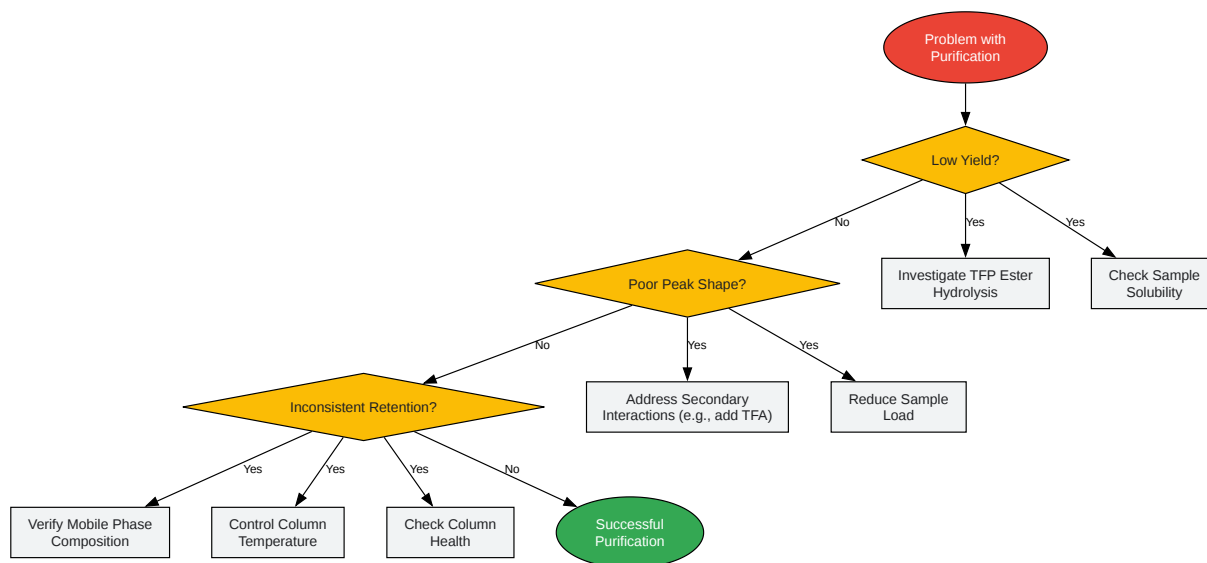 Problem with
Purification
Low Yield?
No
Yes
Yes
Poor Peak Shape?
Investigate TFP Ester
Hydrolysis
Check Sample
Solubility
No
Yes
Yes
Inconsistent Retention?
Address Secondary
Interactions (e.g., add TFA)
Reduce Sample
Load
Yes
Yes
Yes
No
Verify Mobile Phase
Composition
Control Column
Temperature
Check Column
Health
Successful
Purification